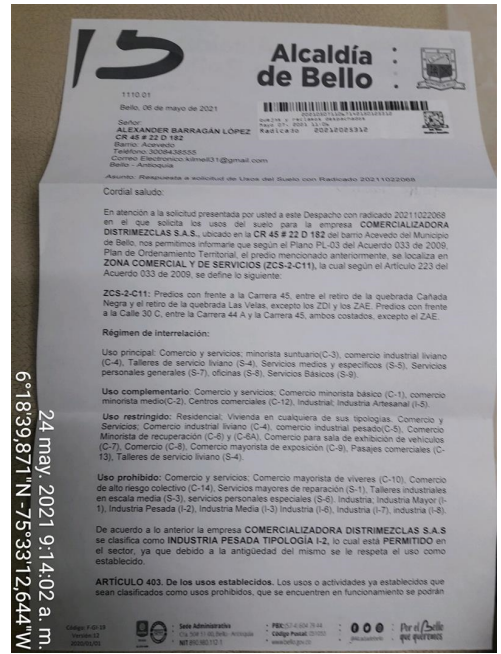 Alcaldía
de Bello
1110.01
Bello, 06 de mayo de 2021
Radicado 20212025312
Señor:
ALEXANDER BARRAGÁN LÓPEZ
CR 45 # 22 D 182
Barrio: Acevedo
Teléfono:3008438555
Correo Electronico:kilmell31@gmail.com
Bello - Antioquia
Asunto: Respuesta a solicitud de Usos del Suelo con Radicado 20211022068
Cordial saludo:
En atención a la solicitud presentada por usted a este Despacho con radicado 20211022068
en el que solicita los usos del suelo para la empresa COMERCIALIZADORA
DISTRIMEZCLAS S.A.S., ubicado en la CR 45 # 22 D 182 del barrio Acevedo del Municipio
de Bello, nos permitimos informarle que según el Plano PL-03 del Acuerdo 033 de 2009,
Plan de Ordenamiento Territorial, el predio mencionado anteriormente, se localiza en
ZONA COMERCIAL Y DE SERVICIOS (ZCS-2-C11), la cual según el Artículo 223 del
Acuerdo 033 de 2009, se define lo siguiente:
ZCS-2-C11: Predios con frente a la Carrera 45, entre el retiro de la quebrada Cañada
Negra y el retiro de la quebrada Las Velas, excepto los ZDI y los ZAE. Predios con frente
a la Calle 30 C, entre la Carrera 44 A y la Carrera 45, ambos costados, excepto el ZAE.
Régimen de interrelación:
Uso principal: Comercio y servicios; minorista suntuario(C-3), comercio industrial liviano
(C-4), Talleres de servicio liviano (S-4), Servicios medios y específicos (S-5), Servicios
personales generales (S-7), oficinas (S-8), Servicios Básicos (S-9).
Uso complementario: Comercio y servicios: Comercio minorista básico (C-1), comercio
minorista medio(C-2), Centros comerciales (C-12), Industrial: Industria Artesanal (I-5).
Uso restringido: Residencial: Vivienda en cualquiera de sus tipologías. Comercio y
Servicios: Comercio industrial liviano (C-4), comercio industrial pesado(C-5), Comercio
Minorista de recuperación (C-6) y (C-6A), Comercio para sala de exhibición de vehículos
(C-7), Comercio (C-8), Comercio mayorista de exposición (C-9), Pasajes comerciales (C-
13), Talleres de servicio liviano (S-4).
Uso prohibido: Comercio y servicios; Comercio mayorista de víveres (C-10), Comercio
de alto riesgo colectivo (C-14), Servicios mayores de reparación (S-1), Talleres industriales
en escala media (S-3), servicios personales especiales (S-6). Industria; Industria Mayor (I-
1), Industria Pesada (I-2), Industria Media (I-3) Industria (I-6), Industria (I-7), industria (I-8).
De acuerdo a lo anterior la empresa COMERCIALIZADORA DISTRIMEZCLAS S.A.S
se clasifica como INDUSTRIA PESADA TIPOLOGÍA I-2, lo cual está PERMITIDO en
el sector, ya que debido a la antigüedad del mismo se le respeta el uso como
establecido.
ARTÍCULO 403. De los usos establecidos. Los usos o actividades ya establecidos que
sean clasificados como usos prohibidos, que se encuentren en funcionamiento se podrán
Sede Administrativa
Por el Bello
que queremos
24 may. 2021 9:14:02 a. m.
6°18'39,871"N -75°33'12,644"W